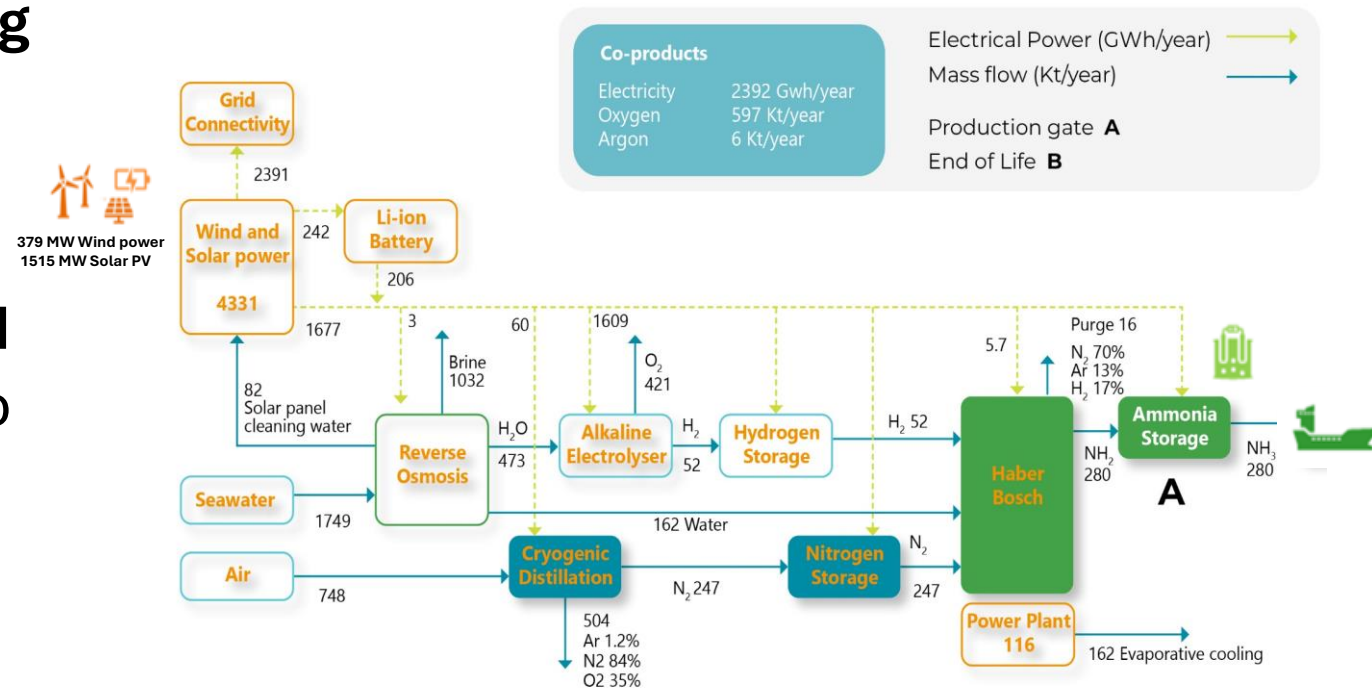 g
Co-products
Electricity 2392 Gwh/year
Oxygen 597 Kt/year
Argon 6 Kt/year
Electrical Power (GWh/year)
Mass flow (Kt/year)
Production gate A
End of Life B
Grid
Connectivity
2391
379 MW Wind power
1515 MW Solar PV
Wind and
Solar power
4331
242
Li-ion
Battery
206
1677
3
60
1609
5.7
Purge 16
N2 70%
Ar 13%
H2 17%
82
Solar panel
cleaning water
Brine
1032
O2
421
Reverse
Osmosis
H2O
473
Alkaline
Electrolyser
H2
52
Hydrogen
Storage
H2 52
Haber
Bosch
NH2
280
Ammonia
Storage
NH3
280
A
Seawater
1749
162 Water
Air
748
Cryogenic
Distillation
N2 247
Nitrogen
Storage
N2
247
504
Ar 1.2%
N2 84%
O2 35%
Power Plant
116
162 Evaporative cooling